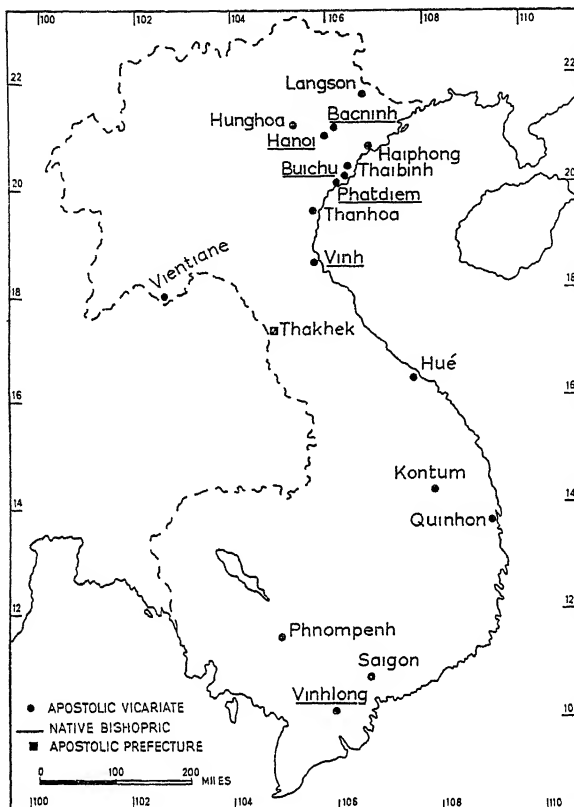 100 102 104 106 108 110
22 22
Langson
Hunghoa Bacninh
Hanoi
Haiphong
Buichu Thaibinh
20 20
Phatdiem
Thanhoa
Vinh
Vientiane
18 18
Thakhek
Hué
16 16
Kontum
14 14
Quinhon
12 12
Phnompenh
Saigon
Vinhlong
10
APOSTOLIC VICARIATE
NATIVE BISHOPRIC
APOSTOLIC PREFECTURE
0 100 200
MILES
102 104 106 108 110